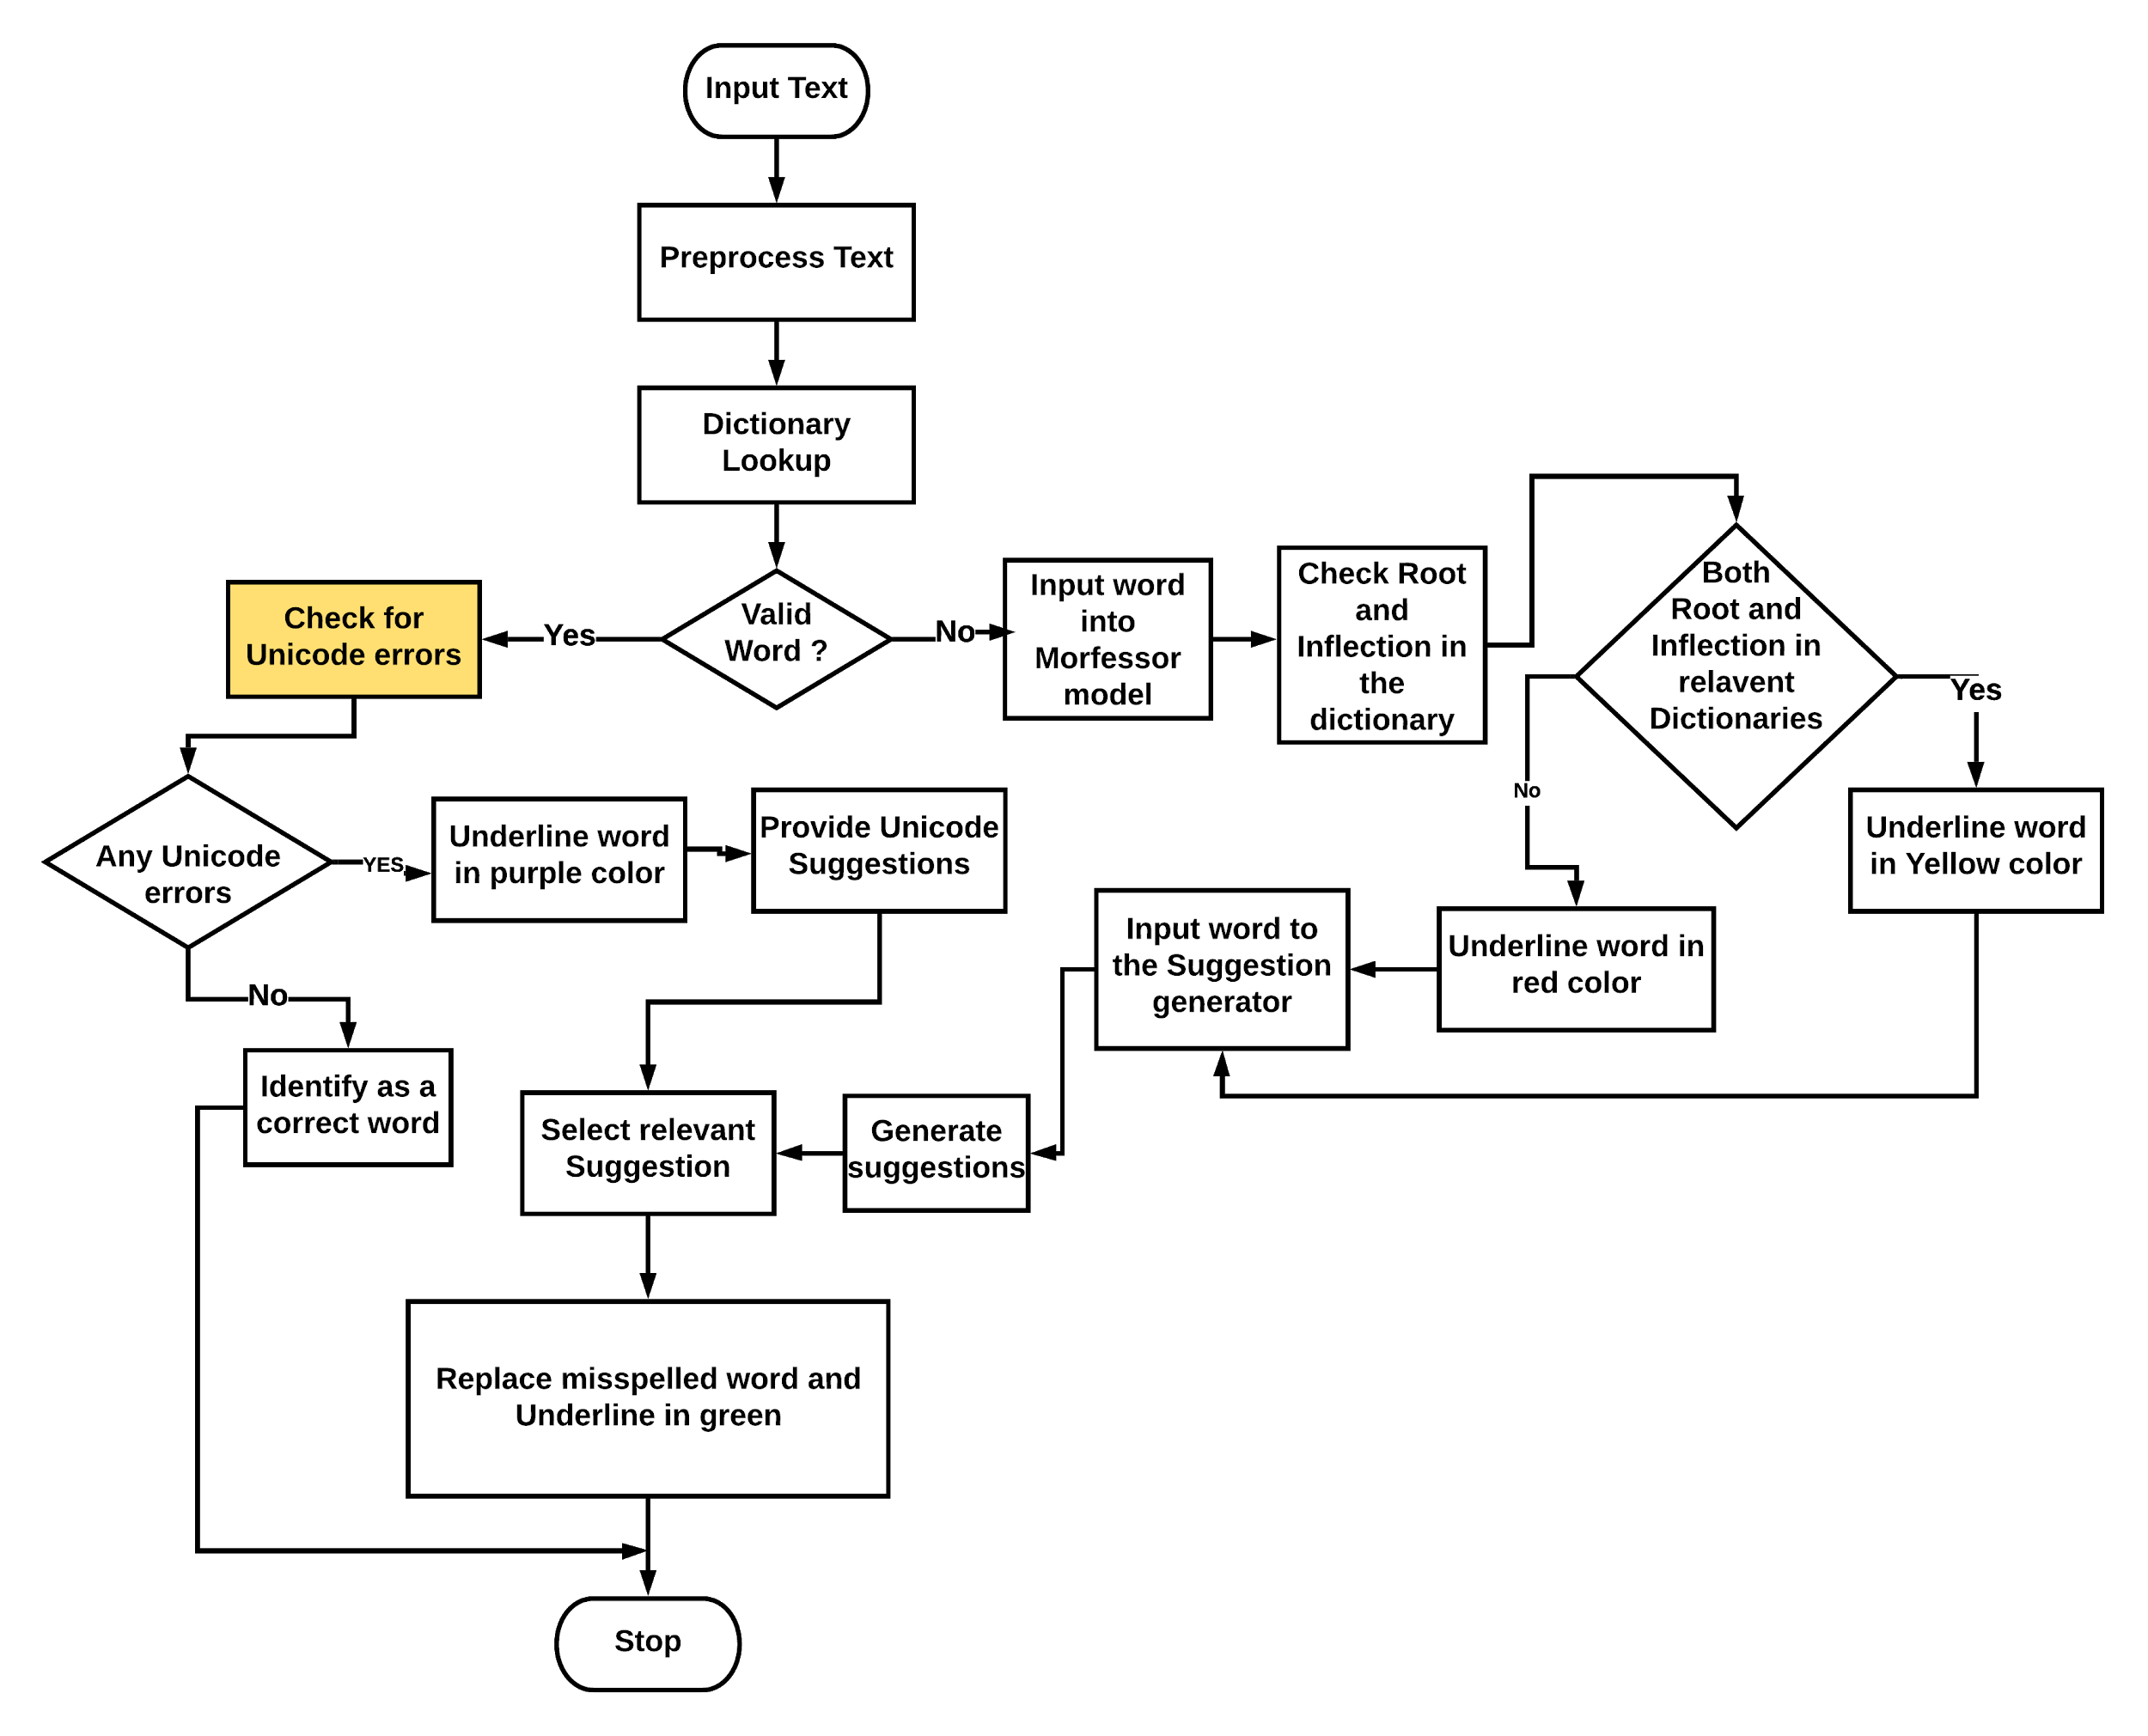 Input Text
Preprocess Text
Dictionary
Lookup
Valid
Word ?
Yes
No
Check for
Unicode errors
Input word
into
Morfessor
model
Check Root
and
Inflection in
the
dictionary
Both
Root and
Inflection in
relavent
Dictionaries
Yes
No
Any Unicode
errors
YES
Underline word
in purple color
Provide Unicode
Suggestions
Underline word
in Yellow color
Input word to
the Suggestion
generator
Underline word in
red color
No
Identify as a
correct word
Select relevant
Suggestion
Generate
suggestions
Replace misspelled word and
Underline in green
Stop